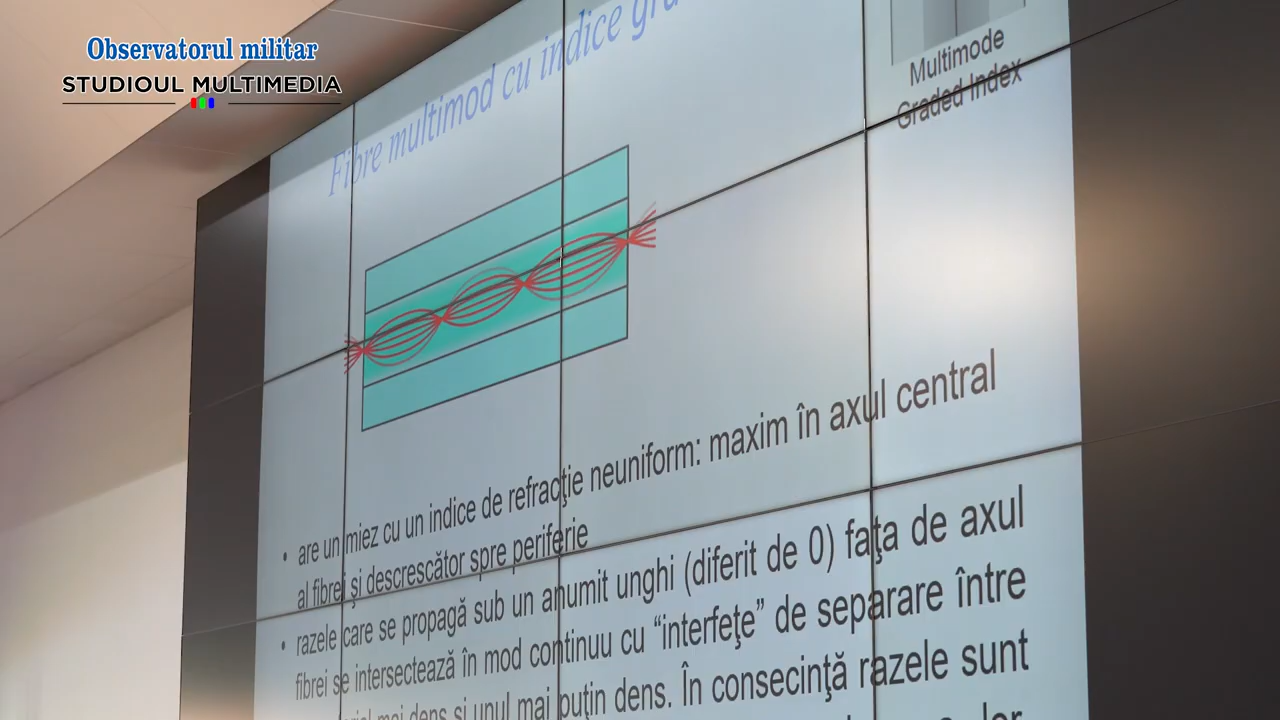 Observatorul militar
STUDIOUL MULTIMEDIA
Fibre multimod cu indice
Multimode
Graded Index
• are un miez cu un indice de refracţie neuniform: maxim în axul central
al fibrei şi descrescător spre periferie
• razele care se propagă sub un anumit unghi (diferit de 0) faţa de axul
fibrei se intersectează în mod continuu cu “interfeţe” de separare între
mai dens şi unul mai puţin dens. În consecinţă razele sunt